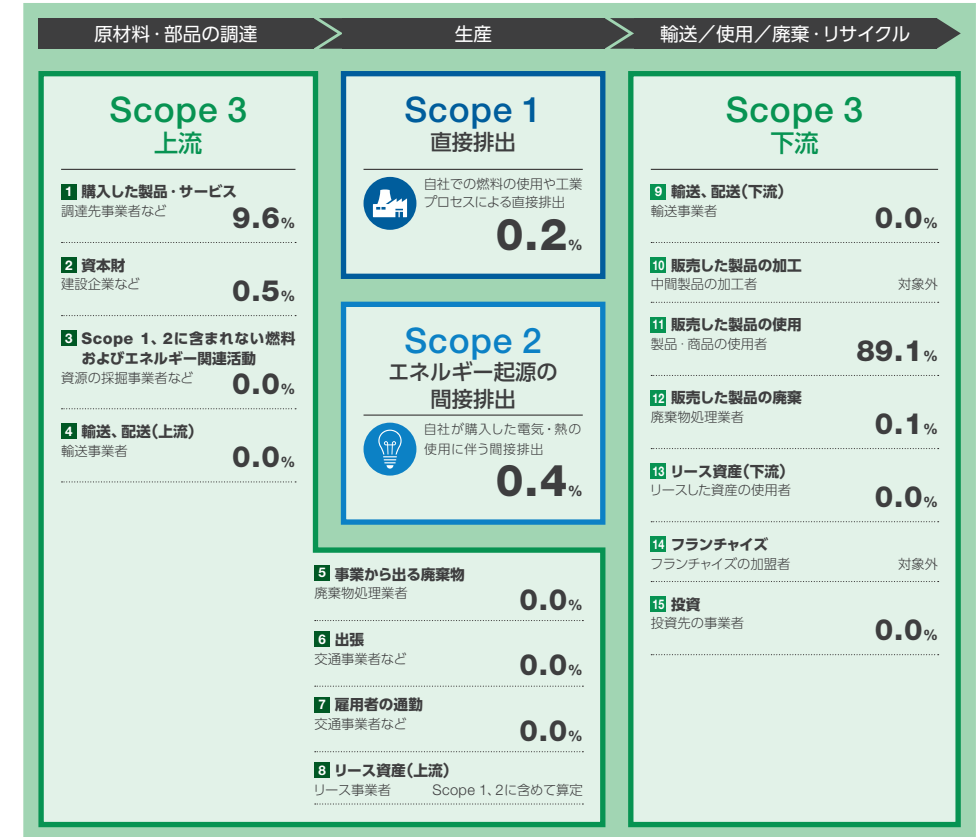 原材料・部品の調達
生産
輸送／使用／廃棄・リサイクル
Scope 3
上流
1 購入した製品・サービス
調達先事業者など 9.6%
2 資本財
建設企業など 0.5%
3 Scope 1、2に含まれない燃料
およびエネルギー関連活動
資源の採掘事業者など 0.0%
4 輸送、配送(上流)
輸送事業者 0.0%
5 事業から出る廃棄物
廃棄物処理業者 0.0%
6 出張
交通事業者など 0.0%
7 雇用者の通勤
交通事業者など 0.0%
8 リース資産(上流)
リース事業者 Scope 1、2に含めて算定
Scope 1
直接排出
自社での燃料の使用や工業
プロセスによる直接排出
0.2%
Scope 2
エネルギー起源の
間接排出
自社が購入した電気・熱の
使用に伴う間接排出
0.4%
Scope 3
下流
9 輸送、配送(下流)
輸送事業者 0.0%
10 販売した製品の加工
中間製品の加工者 対象外
11 販売した製品の使用
製品・商品の使用者 89.1%
12 販売した製品の廃棄
廃棄物処理業者 0.1%
13 リース資産(下流)
リースした資産の使用者 0.0%
14 フランチャイズ
フランチャイズの加盟者 対象外
15 投資
投資先の事業者 0.0%